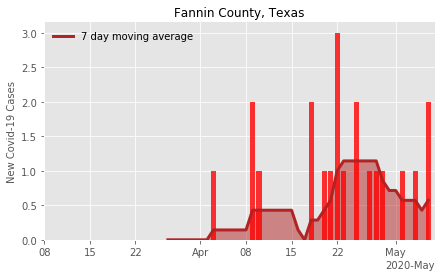 Fannin County, Texas
7 day moving average
New Covid-19 Cases
3.0
2.5
2.0
1.5
1.0
0.5
0.0
08 15 22 Apr 08 15 22 May
2020-May